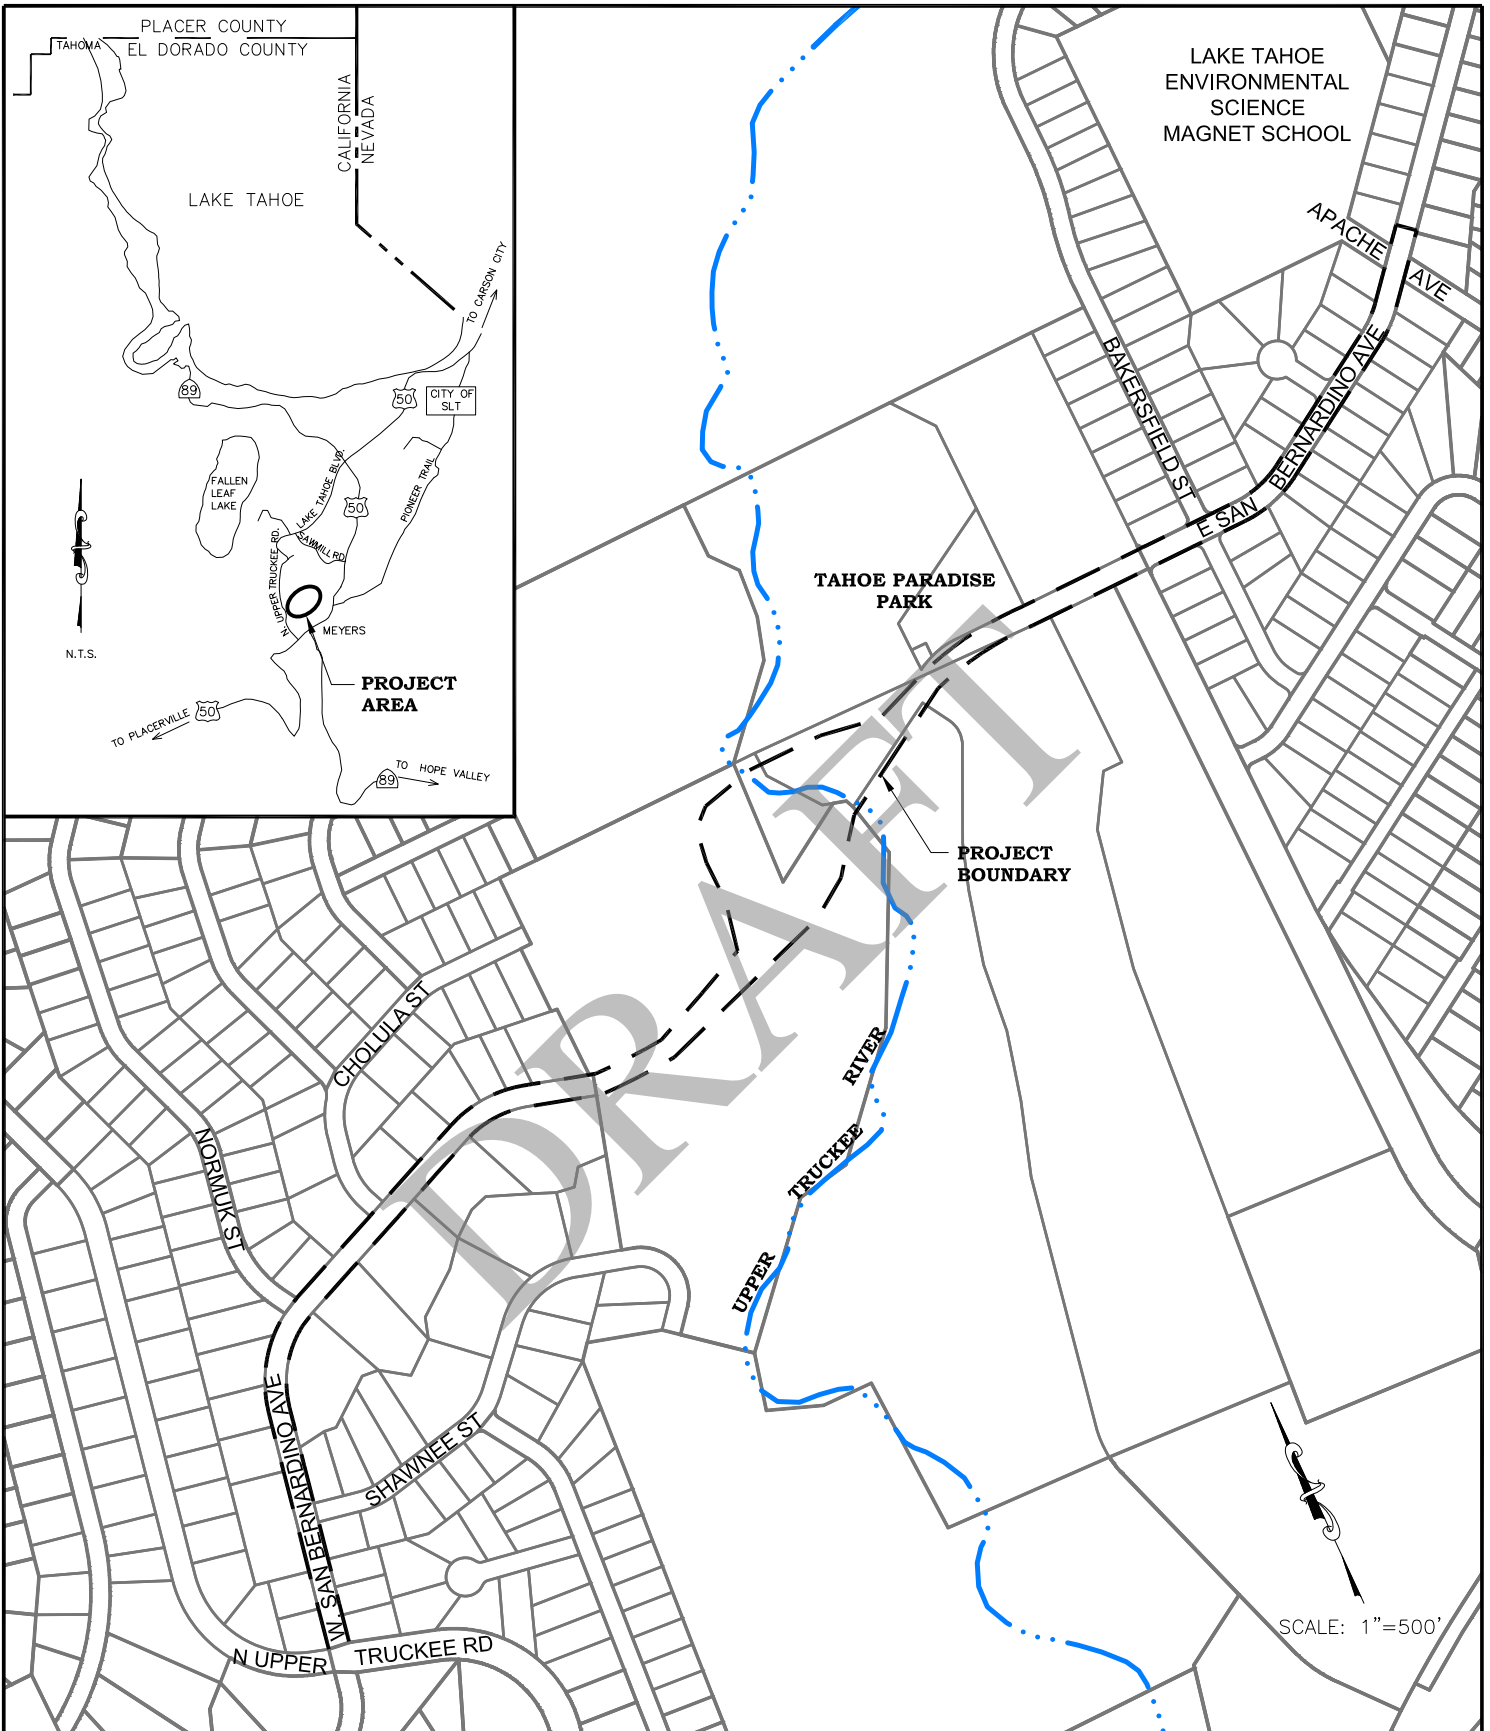 PLACER COUNTY
EL DORADO COUNTY
TAHOMA
CALIFORNIA
NEVADA
LAKE TAHOE
TO CARSON CITY
89
50
CITY OF
SLT
FALLEN
LEAF
LAKE
LAKE TAHOE BLVD.
50
PIONEER TRAIL
SAWMILL RD
N. UPPER TRUCKEE RD.
MEYERS
N.T.S.
PROJECT
AREA
50
TO PLACERVILLE
89
TO HOPE VALLEY
LAKE TAHOE
ENVIRONMENTAL
SCIENCE
MAGNET SCHOOL
APACHE
AVE
BAKERSFIELD ST
E SAN
BERNARDINO AVE
TAHOE PARADISE
PARK
PROJECT
BOUNDARY
DRAFT
CHOLULA ST
NORMUK ST
UPPER
TRUCKEE
RIVER
SHAWNEE ST
W. SAN BERNARDINO AVE
N UPPER
TRUCKEE RD
SCALE: 1"=500'